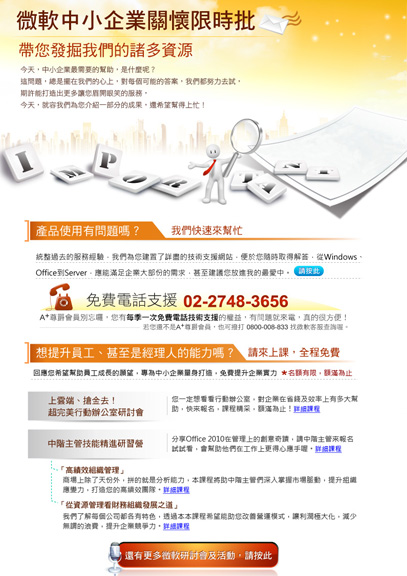 微軟中小企業關懷限時批
帶您發掘我們的諸多資源
今天，中小企業最需要的幫助，是什麼呢？
這問題，總是擺在我們的心上，對每個可能的答案，我們都努力去試，
期許能打造出更多讓您眉開眼笑的服務，
今天，就容我們為您介紹一部分的成果，還希望幫得上忙！
I M P O R T A N T
產品使用有問題嗎？ 我們快速來幫忙
統整過去的服務經驗，我們為您建置了詳盡的技術支援網站，便於您隨時取得解答，從Windows、
Office到Server，應能滿足企業大部份的需求，甚至建議您放進我的最愛中。 請按此
免費電話支援 02-2748-3656
A+尊爵會員別忘囉，您有每季一次免費電話技術支援的權益，有問題就來電，真的很方便！
若您還不是A+尊爵會員，也可撥打 0800-008-833 找微軟客服查詢喔。
想提升員工、甚至是經理人的能力嗎？ 請來上課，全程免費
回應您希望幫助員工成長的願望，專為中小企業量身打造，免費提升企業實力 ★名額有限，額滿為止
上雲端、搶金去！
超完美行動辦公室研討會
您一定想看看行動辦公室，對企業在省錢及效率上有多大幫
助，快來報名，課程精采，額滿為止！詳細課程
中階主管技能精進研習營
分享Office 2010在管理上的創意奇蹟，請中階主管來報名
試試看，會幫助他們在工作上更得心應手喔。詳細課程
「高績效組織管理」
商場上除了天份外，拼的就是分析能力，本課程將助中階主管們深入掌握市場脈動，提升組織
應變力，打造您的高績效團隊。詳細課程
「從資源管理看財務組織發展之道」
我們了解每個公司都各有特色，透過本本課程希望能助您改善營運模式，讓利潤極大化，減少
無謂的浪費，提升企業競爭力。詳細課程
還有更多微軟研討會及活動，請按此